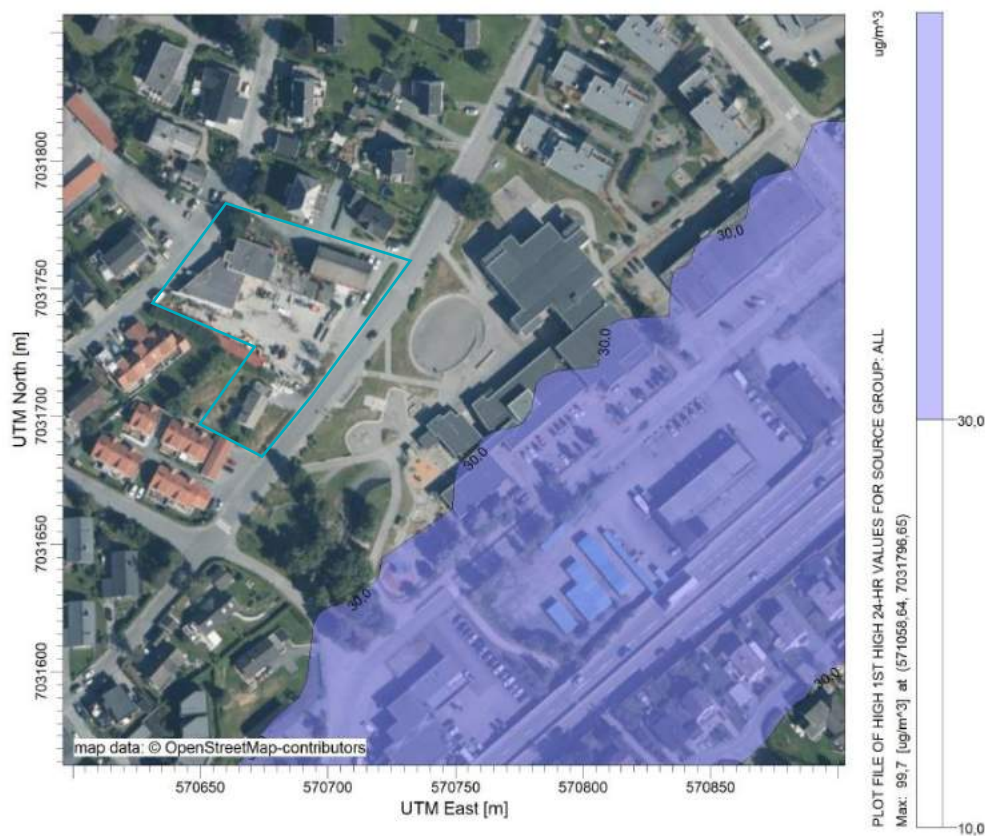 ug/m^3
7031800
7031750
7031700
7031650
7031600
UTM North [m]
30,0
30,0
30,0
30,0
30,0
map data: © OpenStreetMap-contributors
570650
570700
570750
570800
570850
UTM East [m]
PLOT FILE OF HIGH 1ST HIGH 24-HR VALUES FOR SOURCE GROUP: ALL
Max: 99,7 [ug/m^3] at (571058,64, 7031796,65)
30,0
10,0